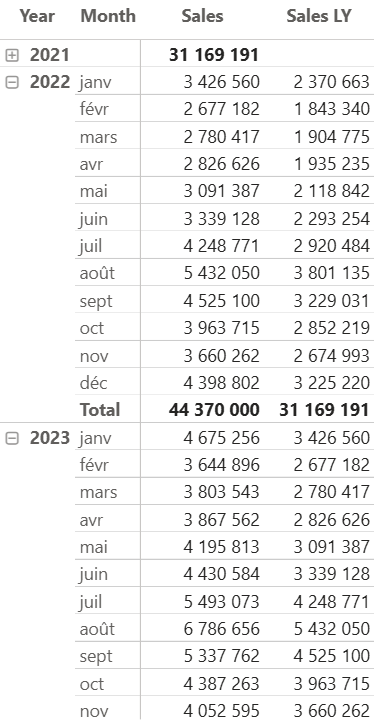 Year Month Sales Sales LY
2021 31 169 191
2022 janv 3 426 560 2 370 663
févr 2 677 182 1 843 340
mars 2 780 417 1 904 775
avr 2 826 626 1 935 235
mai 3 091 387 2 118 842
juin 3 339 128 2 293 254
juil 4 248 771 2 920 484
août 5 432 050 3 801 135
sept 4 525 100 3 229 031
oct 3 963 715 2 852 219
nov 3 660 262 2 674 993
déc 4 398 802 3 225 220
Total 44 370 000 31 169 191
2023 janv 4 675 256 3 426 560
févr 3 644 896 2 677 182
mars 3 803 543 2 780 417
avr 3 867 562 2 826 626
mai 4 195 813 3 091 387
juin 4 430 584 3 339 128
juil 5 493 073 4 248 771
août 6 786 656 5 432 050
sept 5 337 762 4 525 100
oct 4 387 263 3 963 715
nov 4 052 595 3 660 262